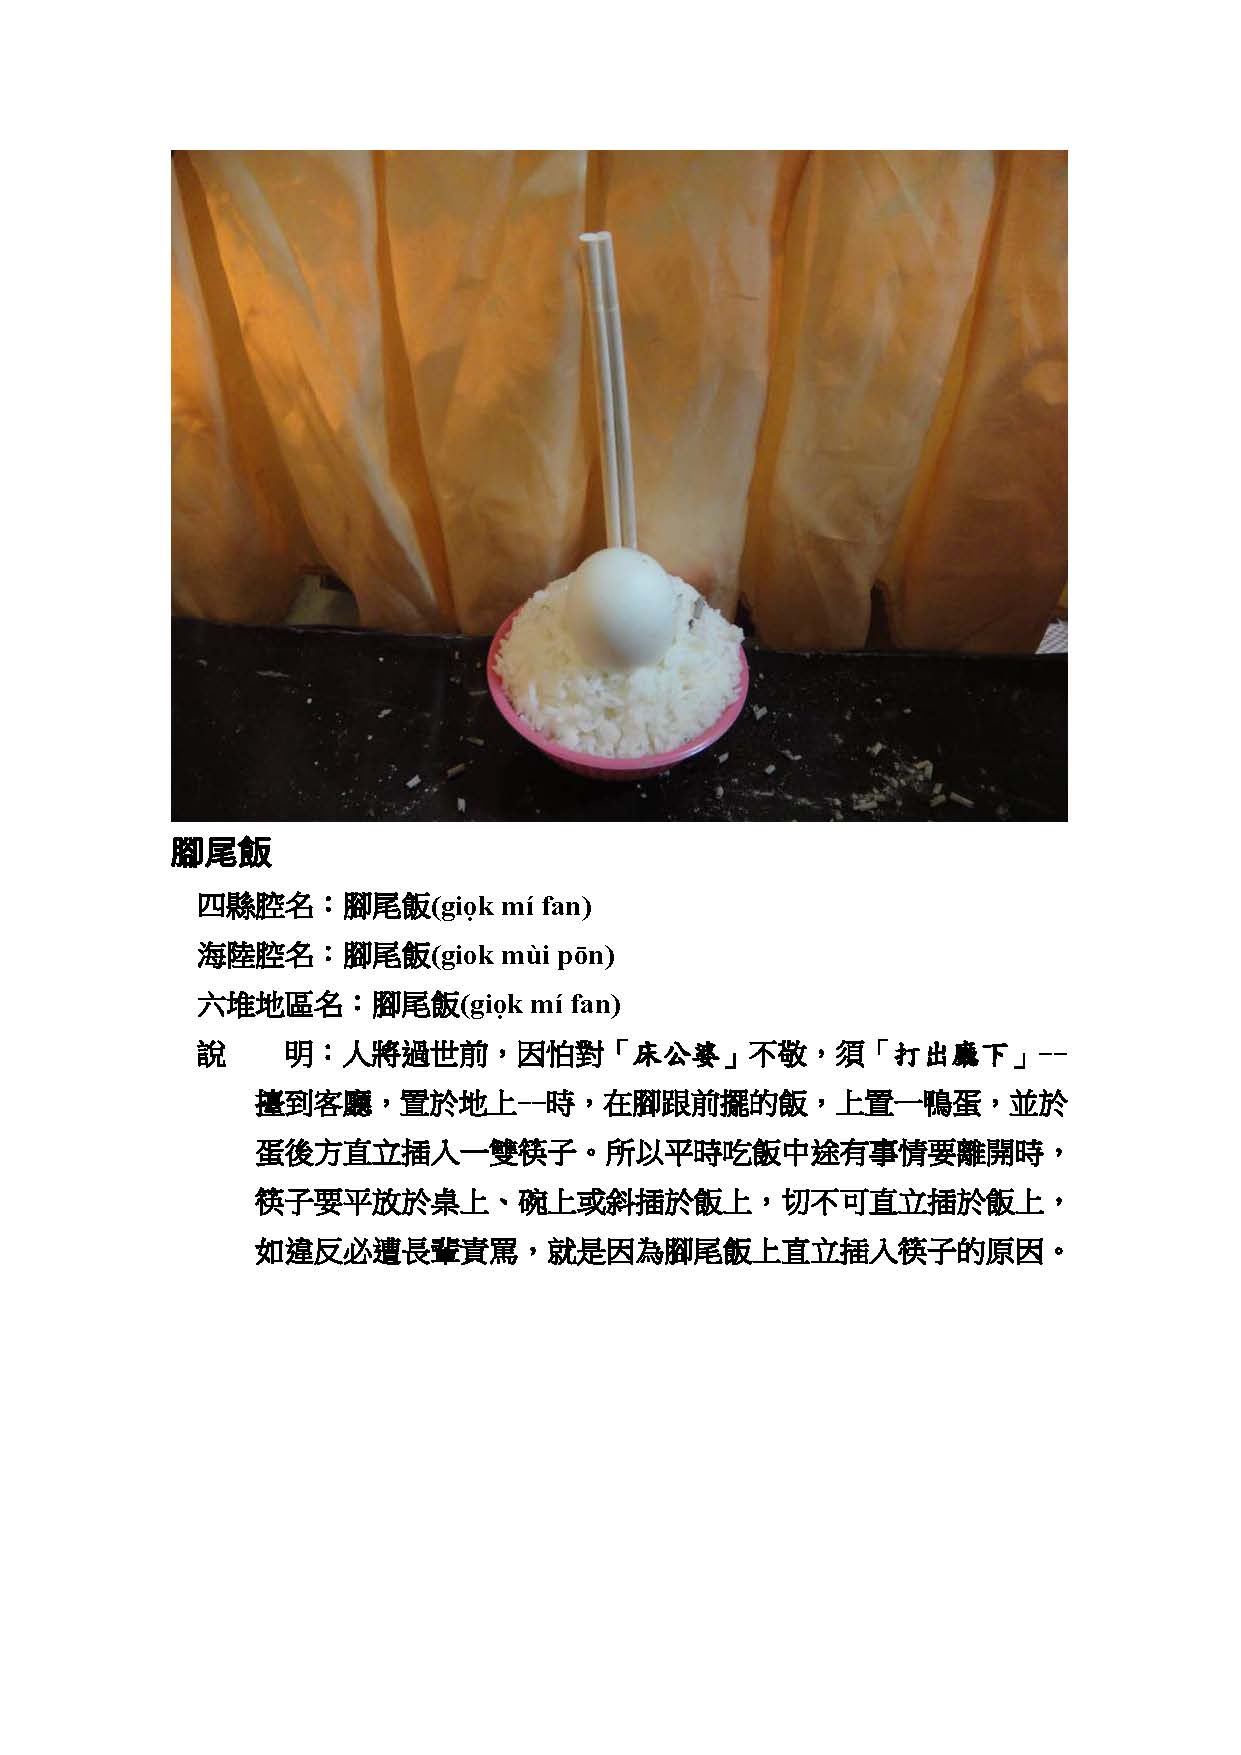 腳尾飯
四縣腔名：腳尾飯(giọk mí fan)
海陸腔名：腳尾飯(giok mùi pōn)
六堆地區名：腳尾飯(giọk mí fan)
說　　明：人將過世前，因怕對「床公婆」不敬，須「打出廳下」--
擡到客廳，置於地上--時，在腳跟前擺的飯，上置一鴨蛋，並於
蛋後方直立插入一雙筷子。所以平時吃飯中途有事情要離開時，
筷子要平放於桌上、碗上或斜插於飯上，切不可直立插於飯上，
如違反必遭長輩責罵，就是因為腳尾飯上直立插入筷子的原因。